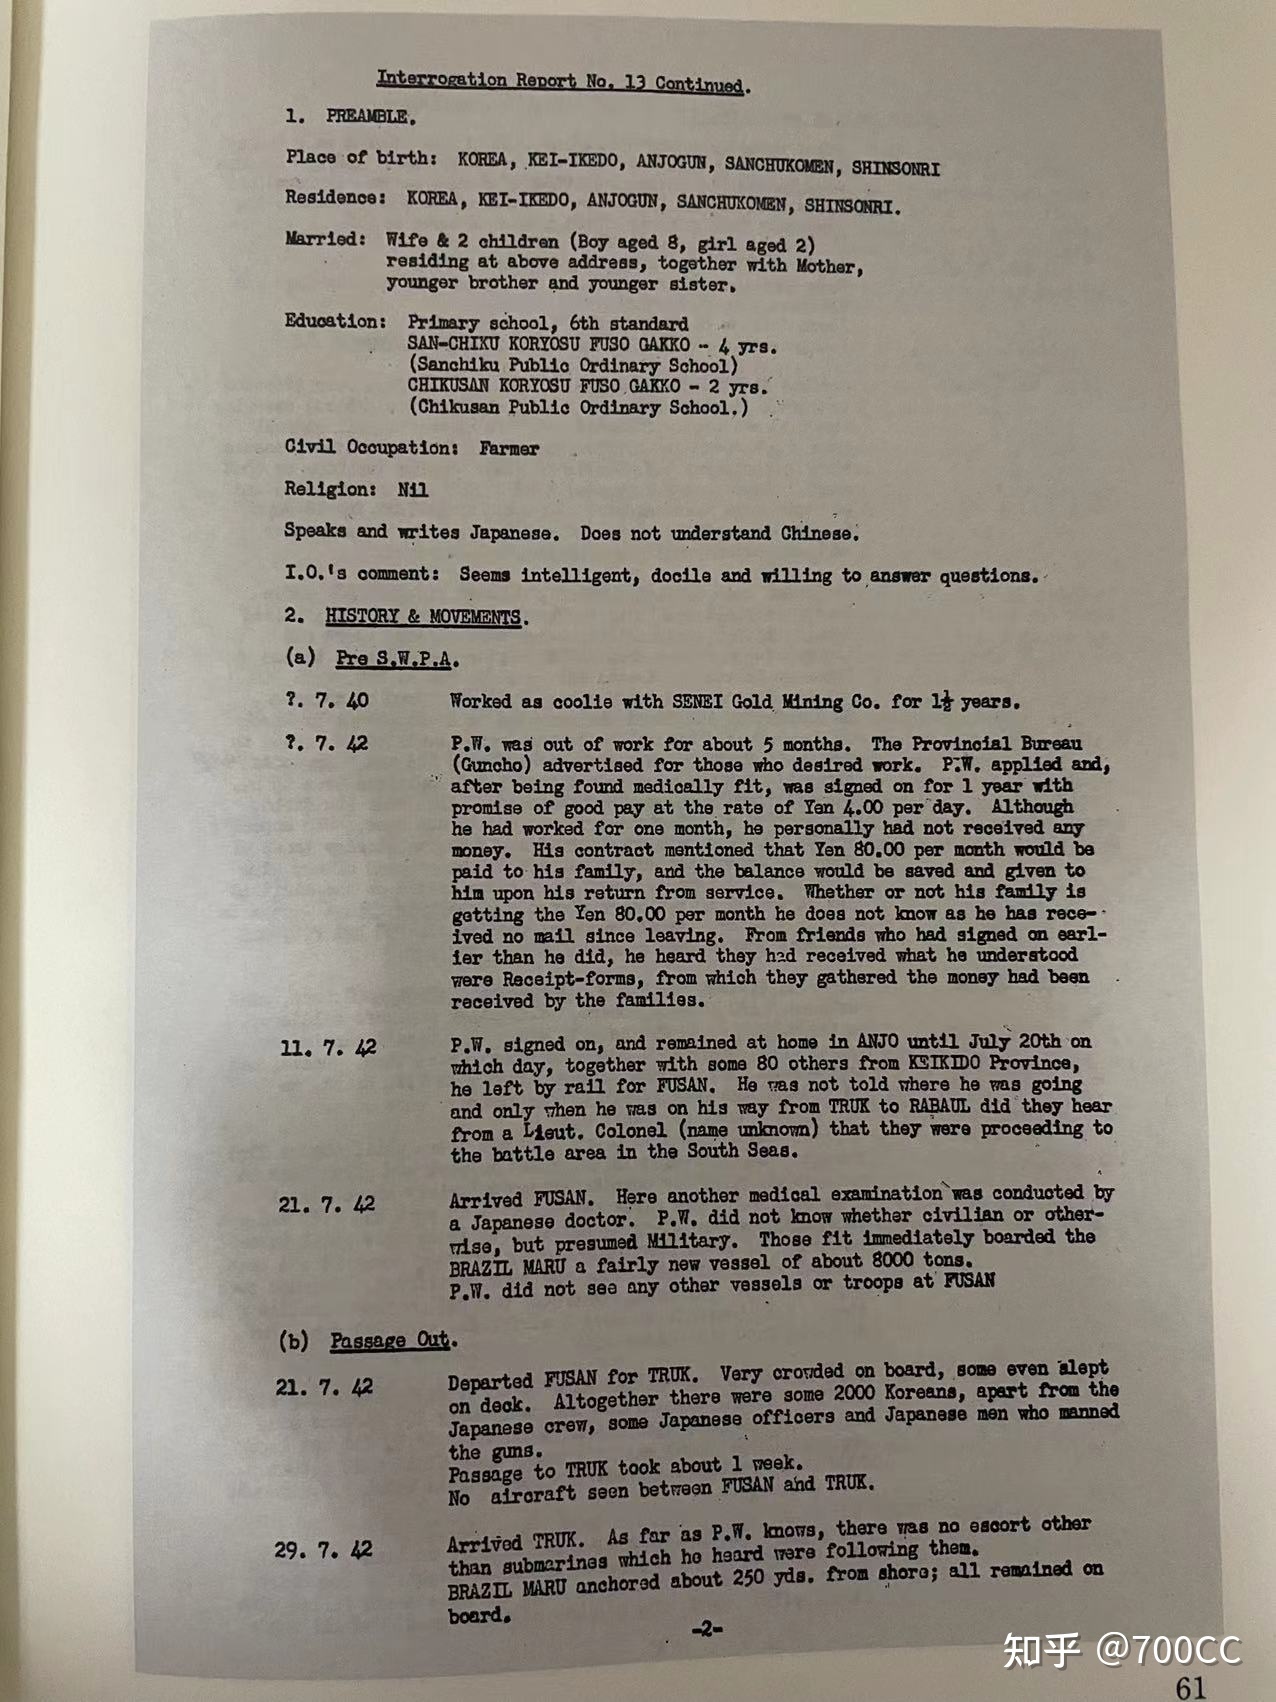 Interrogation Report No. 13 Continued.
1. PREAMBLE.
Place of birth: KOREA, KEI-IKEDO, ANJOGUN, SANCHUKOMEN, SHINSONRI
Residence: KOREA, KEI-IKEDO, ANJOGUN, SANCHUKOMEN, SHINSONRI.
Married: Wife & 2 children (Boy aged 8, girl aged 2)
residing at above address, together with Mother,
younger brother and younger sister.
Education: Primary school, 6th standard
SAN-CHIKU KORYOSU FUSO GAKKO - 4 yrs.
(Sanchiku Public Ordinary School)
CHIKUSAN KORYOSU FUSO GAKKO - 2 yrs.
(Chikusan Public Ordinary School.)
Civil Occupation: Farmer
Religion: Nil
Speaks and writes Japanese. Does not understand Chinese.
I.O.'s comment: Seems intelligent, docile and willing to answer questions.
2. HISTORY & MOVEMENTS.
(a) Pre S.W.P.A.
?. 7. 40 Worked as coolie with SENEI Gold Mining Co. for 1½ years.
?. 7. 42 P.W. was out of work for about 5 months. The Provincial Bureau
(Guncho) advertised for those who desired work. P.W. applied and,
after being found medically fit, was signed on for 1 year with
promise of good pay at the rate of Yen 4.00 per day. Although
he had worked for one month, he personally had not received any
money. His contract mentioned that Yen 80.00 per month would be
paid to his family, and the balance would be saved and given to
him upon his return from service. Whether or not his family is
getting the Yen 80.00 per month he does not know as he has rece-
ived no mail since leaving. From friends who had signed on earl-
ier than he did, he heard they had received what he understood
were Receipt-forms, from which they gathered the money had been
received by the families.
11. 7. 42 P.W. signed on, and remained at home in ANJO until July 20th on
which day, together with some 80 others from KEIKIDO Province,
he left by rail for FUSAN. He was not told where he was going
and only when he was on his way from TRUK to RABAUL did they hear
from a Lieut. Colonel (name unknown) that they were proceeding to
the battle area in the South Seas.
21. 7. 42 Arrived FUSAN. Here another medical examination was conducted by
a Japanese doctor. P.W. did not know whether civilian or other-
wise, but presumed Military. Those fit immediately boarded the
BRAZIL MARU a fairly new vessel of about 8000 tons.
P.W. did not see any other vessels or troops at FUSAN
(b) Passage Out.
21. 7. 42 Departed FUSAN for TRUK. Very crowded on board, some even slept
on deck. Altogether there were some 2000 Koreans, apart from the
Japanese crew, some Japanese officers and Japanese men who manned
the guns.
Passage to TRUK took about 1 week.
No aircraft seen between FUSAN and TRUK.
29. 7. 42 Arrived TRUK. As far as P.W. knows, there was no escort other
than submarines which he heard were following them.
BRAZIL MARU anchored about 250 yds. from shore; all remained on
board.
-2-
知乎 @700CC
61